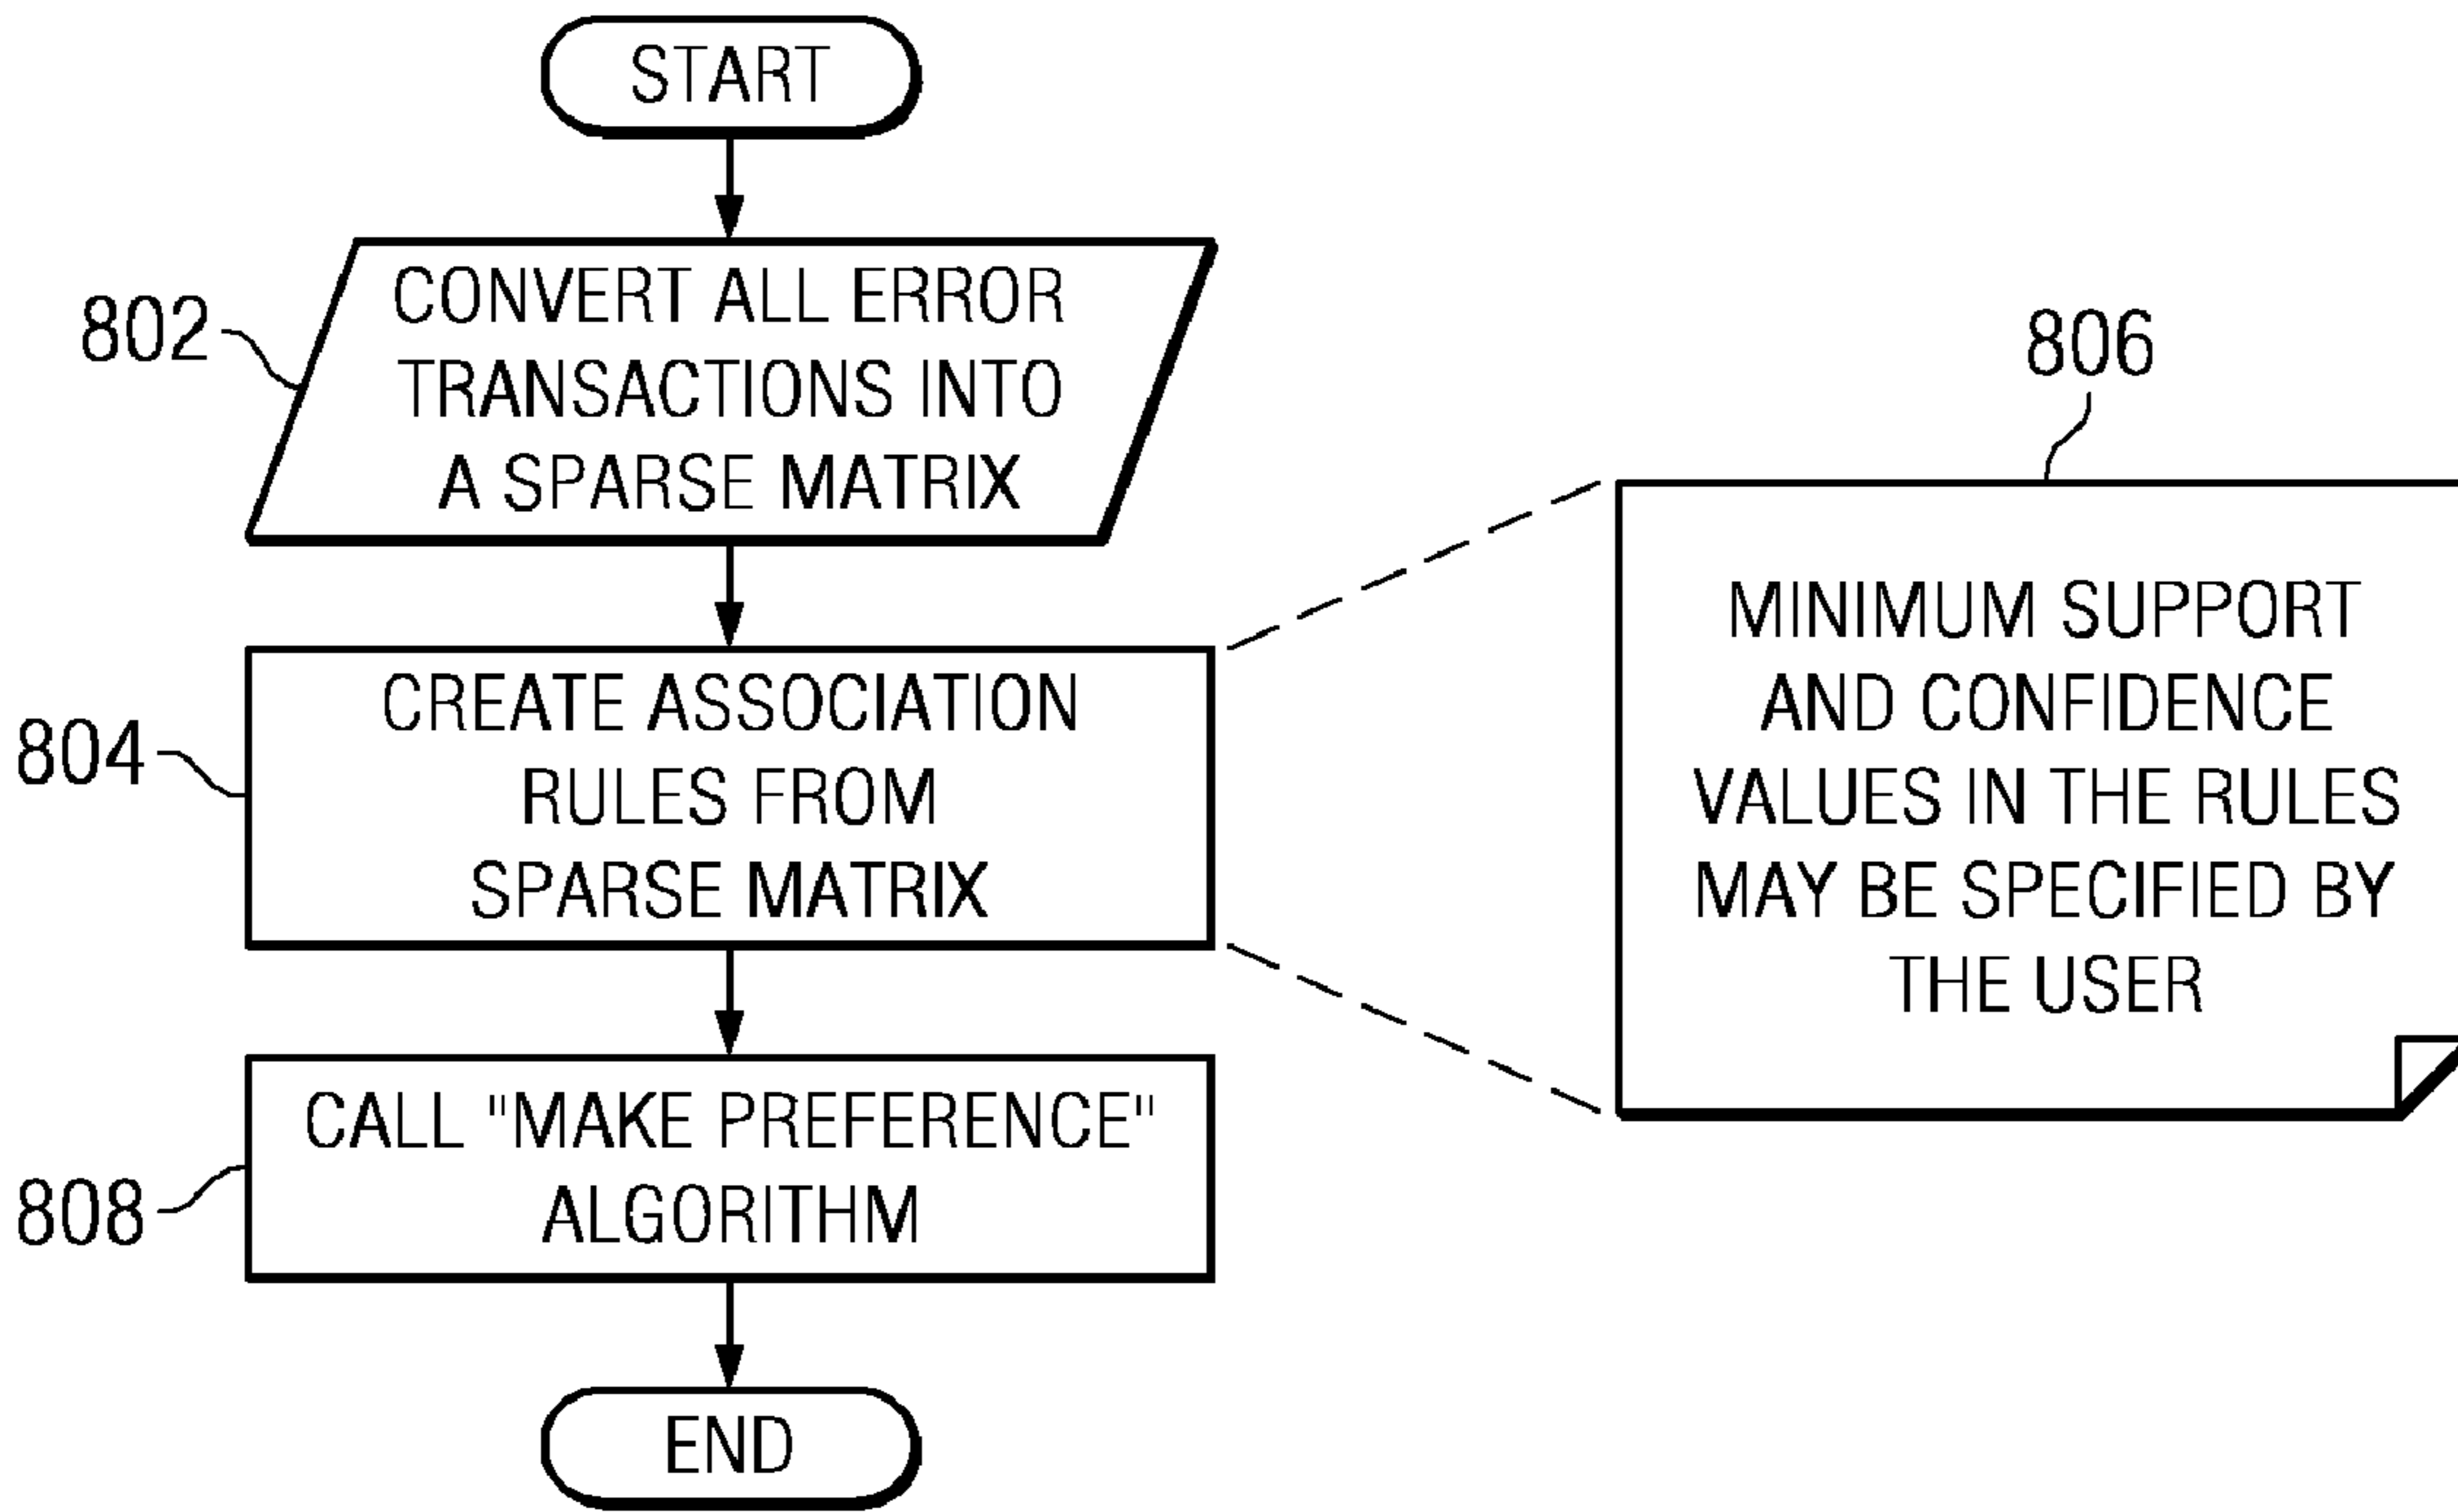 START
802
CONVERT ALL ERROR
TRANSACTIONS INTO
A SPARSE MATRIX
804
CREATE ASSOCIATION
RULES FROM
SPARSE MATRIX
806
MINIMUM SUPPORT
AND CONFIDENCE
VALUES IN THE RULES
MAY BE SPECIFIED BY
THE USER
808
CALL "MAKE PREFERENCE"
ALGORITHM
END